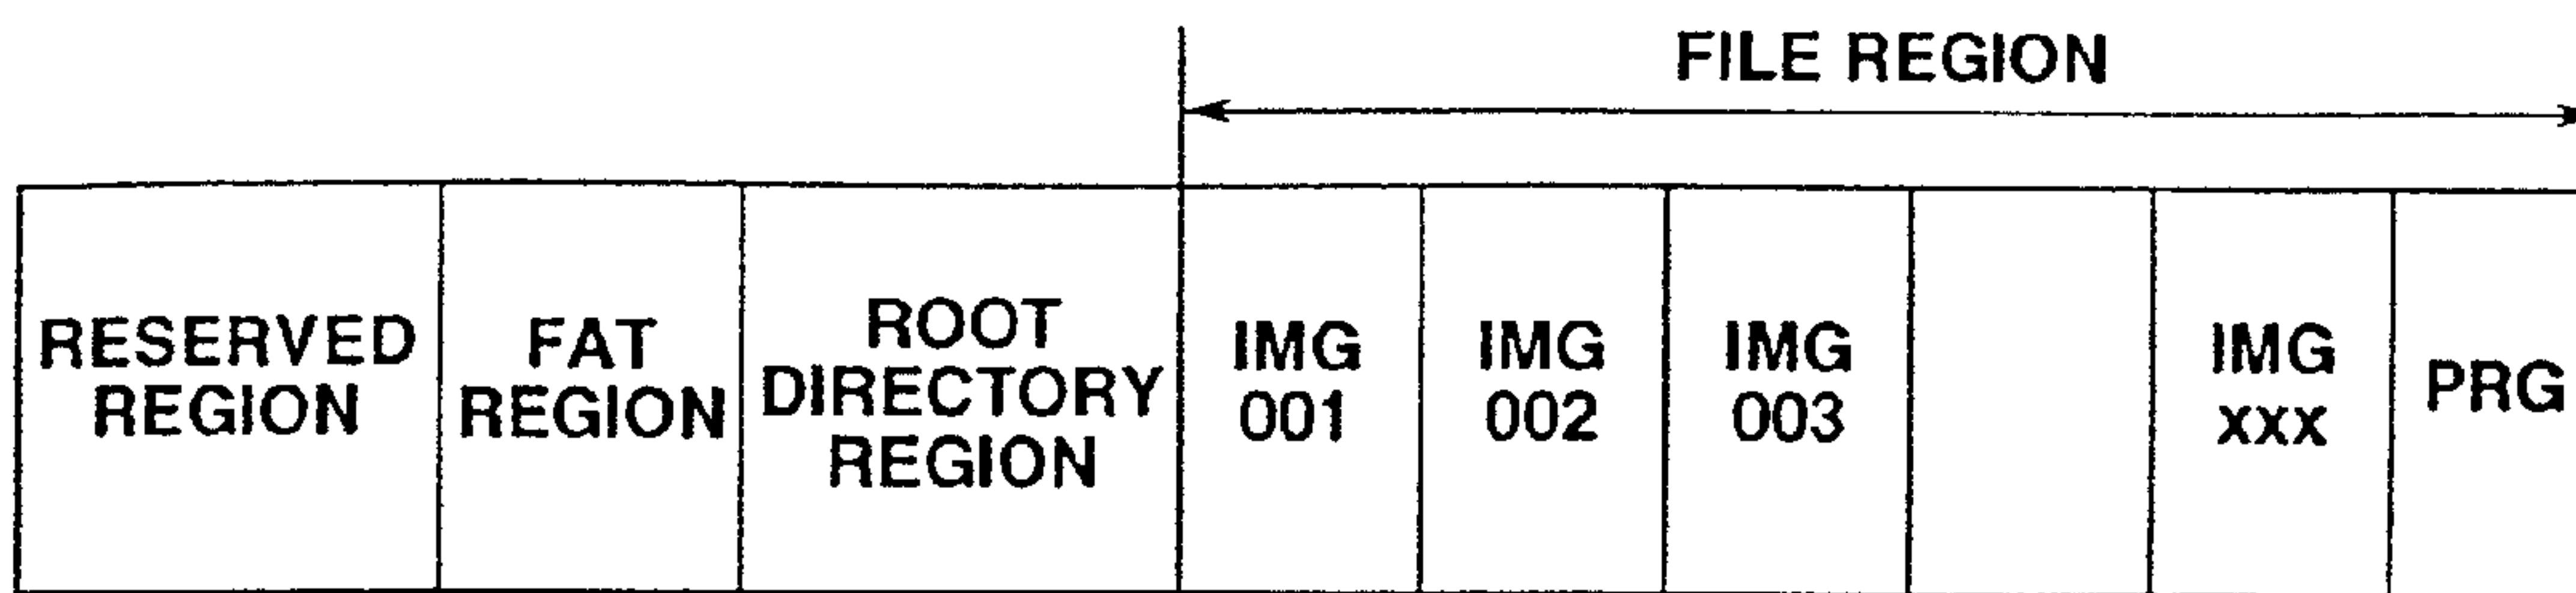 FILE REGION
RESERVED
REGION
FAT
REGION
ROOT
DIRECTORY
REGION
IMG
001
IMG
002
IMG
003
IMG
xxx
PRG